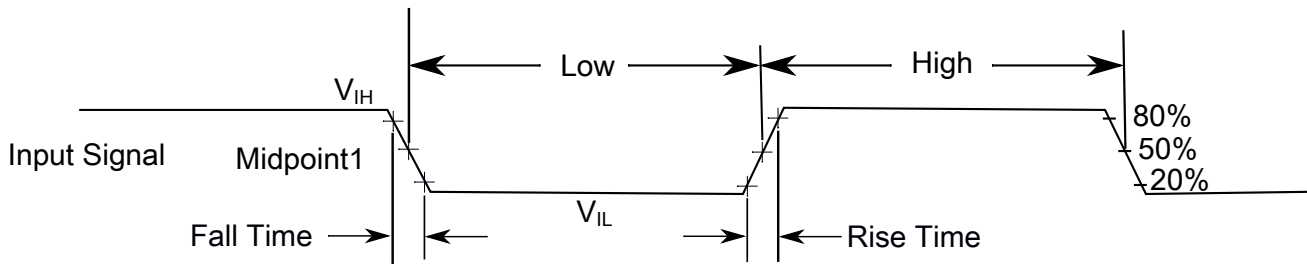 Low
High
V_IH
80%
Input Signal
Midpoint1
50%
20%
V_IL
Fall Time
Rise Time